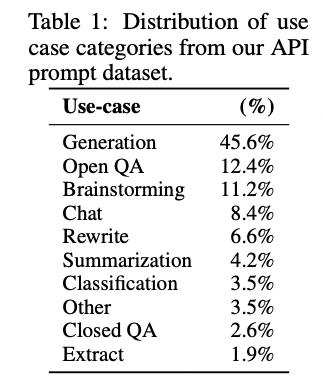 Table 1: Distribution of use
case categories from our API
prompt dataset.
Use-case (%)
Generation 45.6%
Open QA 12.4%
Brainstorming 11.2%
Chat 8.4%
Rewrite 6.6%
Summarization 4.2%
Classification 3.5%
Other 3.5%
Closed QA 2.6%
Extract 1.9%